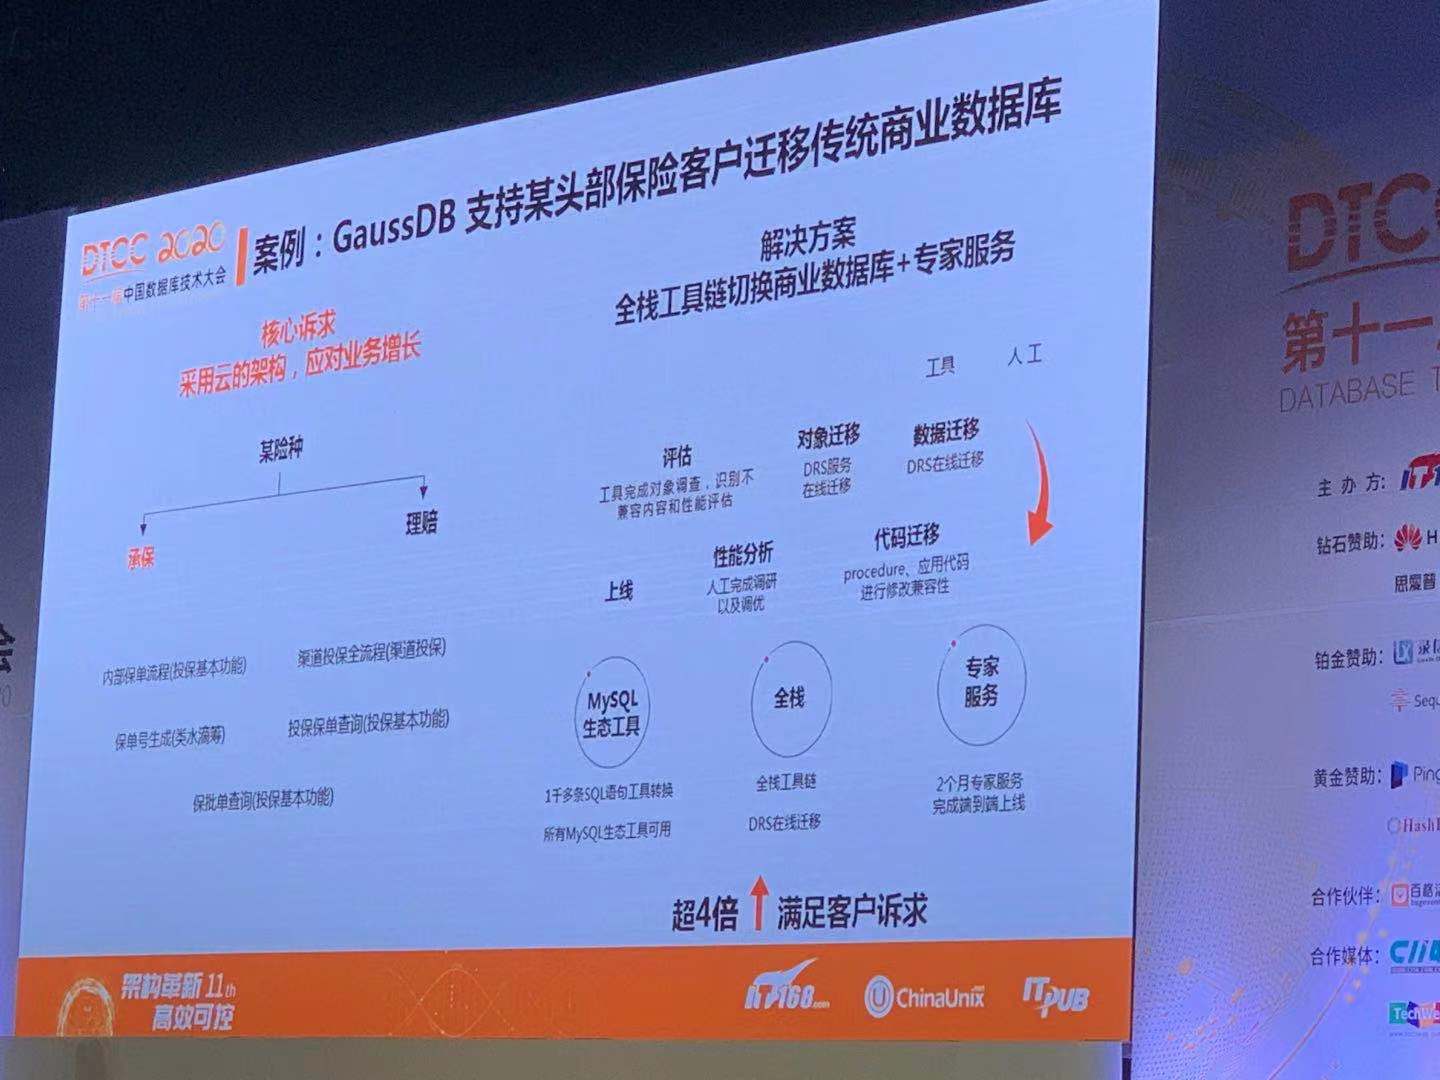 DTCC 2020
第十一届中国数据库技术大会
案例：GaussDB 支持某头部保险客户迁移传统商业数据库
核心诉求
采用云的架构，应对业务增长
某险种
承保
理赔
内部保单流程(投保基本功能)
渠道投保全流程(渠道投保)
保单号生成(类水滴筹)
投保保单查询(投保基本功能)
保批单查询(投保基本功能)
解决方案
全栈工具链切换商业数据库+专家服务
工具
人工
评估
工具完成对象调查，识别不
兼容内容和性能评估
对象迁移
DRS服务
在线迁移
数据迁移
DRS在线迁移
上线
性能分析
人工完成调研
以及调优
代码迁移
procedure、应用代码
进行修改兼容性
MySQL
生态工具
全栈
专家
服务
1千多条SQL语句工具转换
所有MySQL生态工具可用
全栈工具链
DRS在线迁移
2个月专家服务
完成端到端上线
超4倍
满足客户诉求
架构革新 11th
高效可控
IT168.com
ChinaUnix
ITPUB
DTC
第十一
DATABASE T
主办方：
钻石赞助：
H
思爱普
铂金赞助：
Sequ
黄金赞助：
Ping
Hash
合作伙伴：
百格活
合作媒体：
TechWe
会